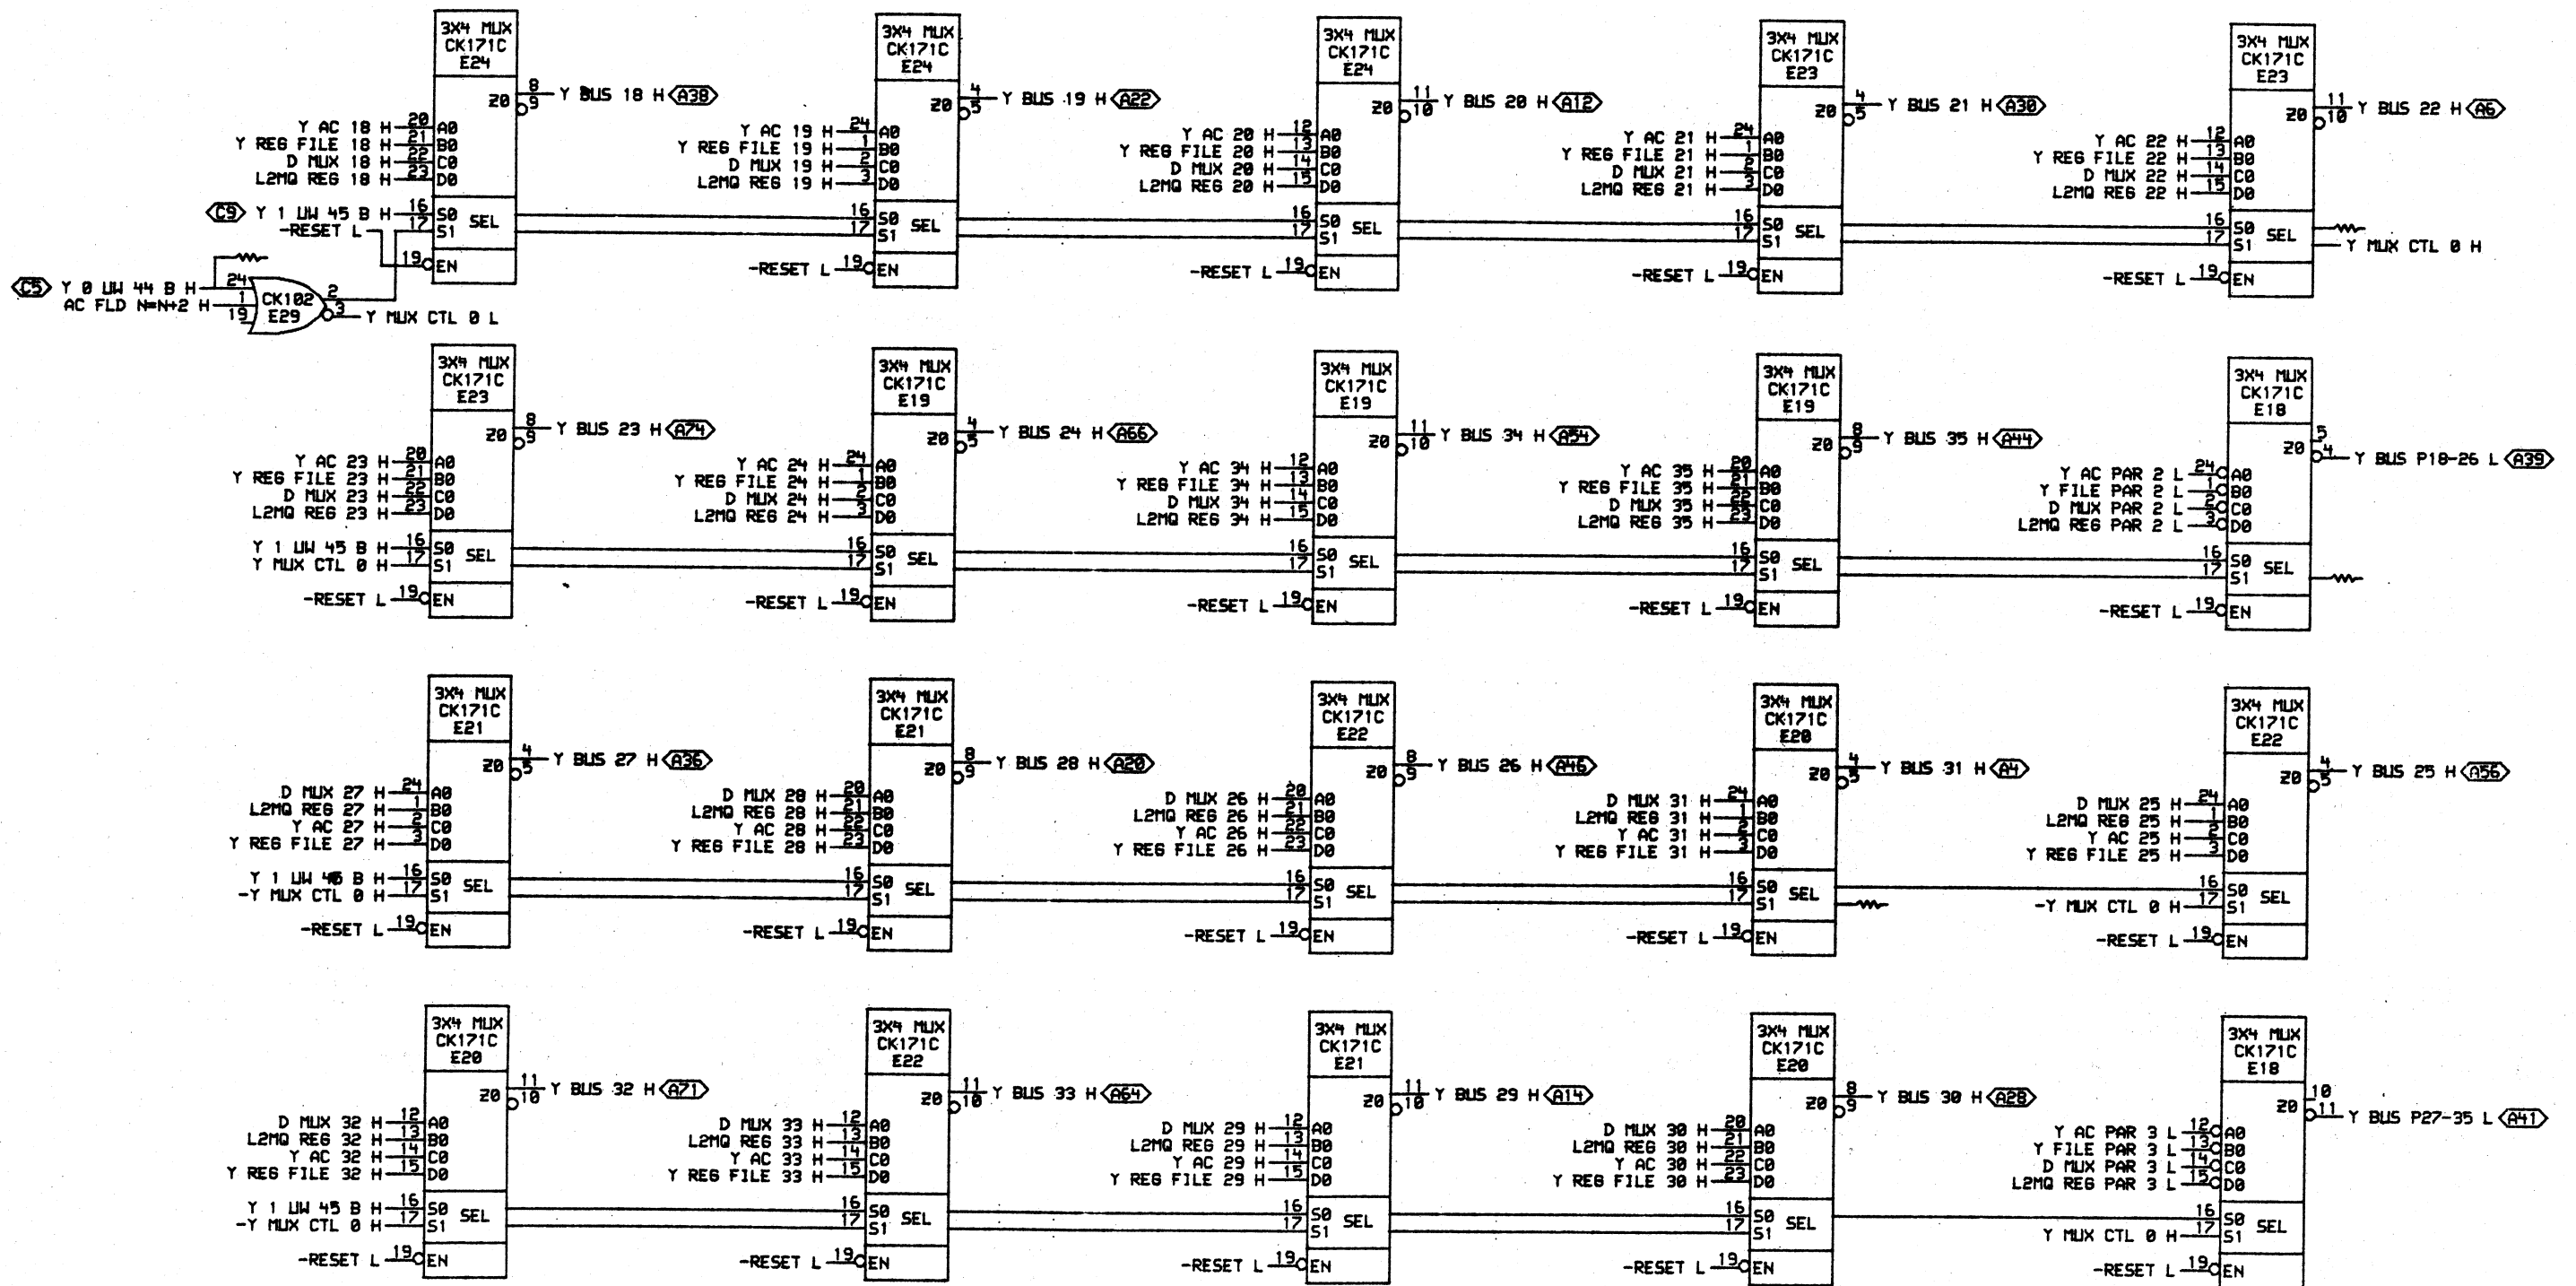 3X4 MUX
CK171C
E24
Z0
8
9
Y BUS 18 H A38
Y AC 18 H 20 A0
Y REG FILE 18 H 21 B0
D MUX 18 H 22 C0
L2MQ REG 18 H 23 D0
C9 Y 1 UW 45 B H 16 S0 SEL
-RESET L 17 S1
19 EN
C5 Y 0 UW 44 B H 24
AC FLD N=N+2 H 1
19
CK102
E29
2
3 Y MUX CTL 0 L
3X4 MUX
CK171C
E24
Z0
4
5
Y BUS 19 H A22
Y AC 19 H 24 A0
Y REG FILE 19 H 1 B0
D MUX 19 H 2 C0
L2MQ REG 19 H 3 D0
16 S0 SEL
17 S1
-RESET L 19 EN
3X4 MUX
CK171C
E24
Z0
11
10
Y BUS 20 H A12
Y AC 20 H 12 A0
Y REG FILE 20 H 13 B0
D MUX 20 H 14 C0
L2MQ REG 20 H 15 D0
16 S0 SEL
17 S1
-RESET L 19 EN
3X4 MUX
CK171C
E23
Z0
4
5
Y BUS 21 H A30
Y AC 21 H 24 A0
Y REG FILE 21 H 1 B0
D MUX 21 H 2 C0
L2MQ REG 21 H 3 D0
16 S0 SEL
17 S1
-RESET L 19 EN
3X4 MUX
CK171C
E23
Z0
11
10
Y BUS 22 H A6
Y AC 22 H 12 A0
Y REG FILE 22 H 13 B0
D MUX 22 H 14 C0
L2MQ REG 22 H 15 D0
16 S0 SEL
17 S1 Y MUX CTL 0 H
-RESET L 19 EN
3X4 MUX
CK171C
E23
Z0
8
9
Y BUS 23 H A74
Y AC 23 H 20 A0
Y REG FILE 23 H 21 B0
D MUX 23 H 22 C0
L2MQ REG 23 H 23 D0
Y 1 UW 45 B H 16 S0 SEL
Y MUX CTL 0 H 17 S1
-RESET L 19 EN
3X4 MUX
CK171C
E19
Z0
4
5
Y BUS 24 H A66
Y AC 24 H 24 A0
Y REG FILE 24 H 1 B0
D MUX 24 H 2 C0
L2MQ REG 24 H 3 D0
16 S0 SEL
17 S1
-RESET L 19 EN
3X4 MUX
CK171C
E19
Z0
11
10
Y BUS 34 H A54
Y AC 34 H 12 A0
Y REG FILE 34 H 13 B0
D MUX 34 H 14 C0
L2MQ REG 34 H 15 D0
16 S0 SEL
17 S1
-RESET L 19 EN
3X4 MUX
CK171C
E19
Z0
8
9
Y BUS 35 H A44
Y AC 35 H 20 A0
Y REG FILE 35 H 21 B0
D MUX 35 H 22 C0
L2MQ REG 35 H 23 D0
16 S0 SEL
17 S1
-RESET L 19 EN
3X4 MUX
CK171C
E18
Z0
5
4
Y BUS P18-26 L A39
Y AC PAR 2 L 24 A0
Y FILE PAR 2 L 1 B0
D MUX PAR 2 L 2 C0
L2MQ REG PAR 2 L 3 D0
16 S0 SEL
17 S1
-RESET L 19 EN
3X4 MUX
CK171C
E21
Z0
4
5
Y BUS 27 H A36
D MUX 27 H 24 A0
L2MQ REG 27 H 1 B0
Y AC 27 H 2 C0
Y REG FILE 27 H 3 D0
Y 1 UW 45 B H 16 S0 SEL
-Y MUX CTL 0 H 17 S1
-RESET L 19 EN
3X4 MUX
CK171C
E21
Z0
8
9
Y BUS 28 H A20
D MUX 28 H 20 A0
L2MQ REG 28 H 21 B0
Y AC 28 H 22 C0
Y REG FILE 28 H 23 D0
16 S0 SEL
17 S1
-RESET L 19 EN
3X4 MUX
CK171C
E22
Z0
8
9
Y BUS 26 H A46
D MUX 26 H 20 A0
L2MQ REG 26 H 21 B0
Y AC 26 H 22 C0
Y REG FILE 26 H 23 D0
16 S0 SEL
17 S1
-RESET L 19 EN
3X4 MUX
CK171C
E20
Z0
4
5
Y BUS 31 H A4
D MUX 31 H 24 A0
L2MQ REG 31 H 1 B0
Y AC 31 H 2 C0
Y REG FILE 31 H 3 D0
16 S0 SEL
17 S1
-RESET L 19 EN
3X4 MUX
CK171C
E22
Z0
4
5
Y BUS 25 H A56
D MUX 25 H 24 A0
L2MQ REG 25 H 1 B0
Y AC 25 H 2 C0
Y REG FILE 25 H 3 D0
16 S0 SEL
-Y MUX CTL 0 H 17 S1
-RESET L 19 EN
3X4 MUX
CK171C
E20
Z0
11
10
Y BUS 32 H A71
D MUX 32 H 12 A0
L2MQ REG 32 H 13 B0
Y AC 32 H 14 C0
Y REG FILE 32 H 15 D0
Y 1 UW 45 B H 16 S0 SEL
-Y MUX CTL 0 H 17 S1
-RESET L 19 EN
3X4 MUX
CK171C
E22
Z0
11
10
Y BUS 33 H A64
D MUX 33 H 12 A0
L2MQ REG 33 H 13 B0
Y AC 33 H 14 C0
Y REG FILE 33 H 15 D0
16 S0 SEL
17 S1
-RESET L 19 EN
3X4 MUX
CK171C
E21
Z0
11
10
Y BUS 29 H A14
D MUX 29 H 12 A0
L2MQ REG 29 H 13 B0
Y AC 29 H 14 C0
Y REG FILE 29 H 15 D0
16 S0 SEL
17 S1
-RESET L 19 EN
3X4 MUX
CK171C
E20
Z0
8
9
Y BUS 30 H A28
D MUX 30 H 20 A0
L2MQ REG 30 H 21 B0
Y AC 30 H 22 C0
Y REG FILE 30 H 23 D0
16 S0 SEL
17 S1
-RESET L 19 EN
3X4 MUX
CK171C
E18
Z0
10
11
Y BUS P27-35 L A41
Y AC PAR 3 L 12 A0
Y FILE PAR 3 L 13 B0
D MUX PAR 3 L 14 C0
L2MQ REG PAR 3 L 15 D0
16 S0 SEL
Y MUX CTL 0 H 17 S1
-RESET L 19 EN